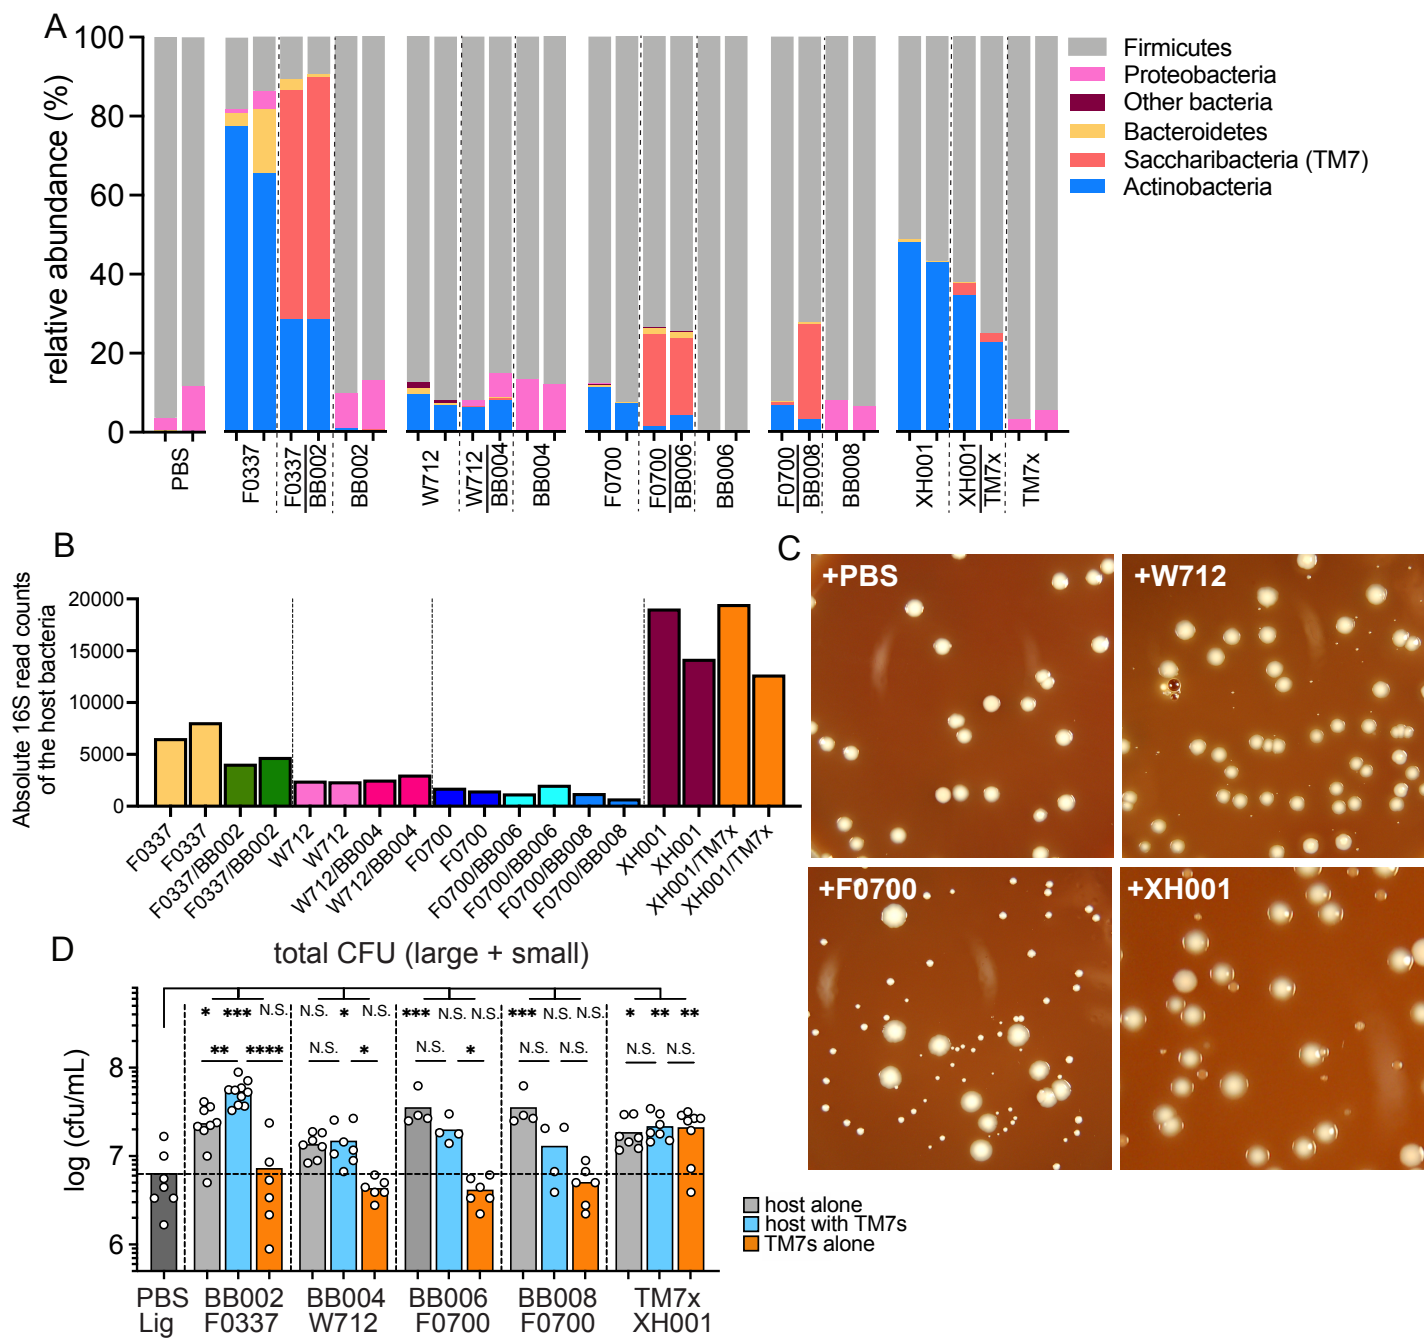 A
relative abundance (%)
100
80
60
40
20
0
Firmicutes
Proteobacteria
Other bacteria
Bacteroidetes
Saccharibacteria (TM7)
Actinobacteria
PBS
F0337
F0337
BB002
BB002
W712
W712
BB004
BB004
F0700
F0700
BB006
BB006
F0700
BB008
BB008
XH001
XH001
TM7x
TM7x
B
Absolute 16S read counts
of the host bacteria
20000
15000
10000
5000
0
F0337
F0337
F0337/BB002
F0337/BB002
W712
W712
W712/BB004
W712/BB004
F0700
F0700
F0700/BB006
F0700/BB006
F0700/BB008
F0700/BB008
XH001
XH001
XH001/TM7x
XH001/TM7x
C
+PBS
+W712
+F0700
+XH001
D
total CFU (large + small)
log (cfu/mL)
8
7
6
* *** N.S. N.S. * N.S. *** N.S. N.S. *** N.S. N.S. * ** **
** **** N.S. * N.S. * N.S. N.S. N.S. N.S.
PBS BB002 BB004 BB006 BB008 TM7x
Lig F0337 W712 F0700 F0700 XH001
host alone
host with TM7s
TM7s alone